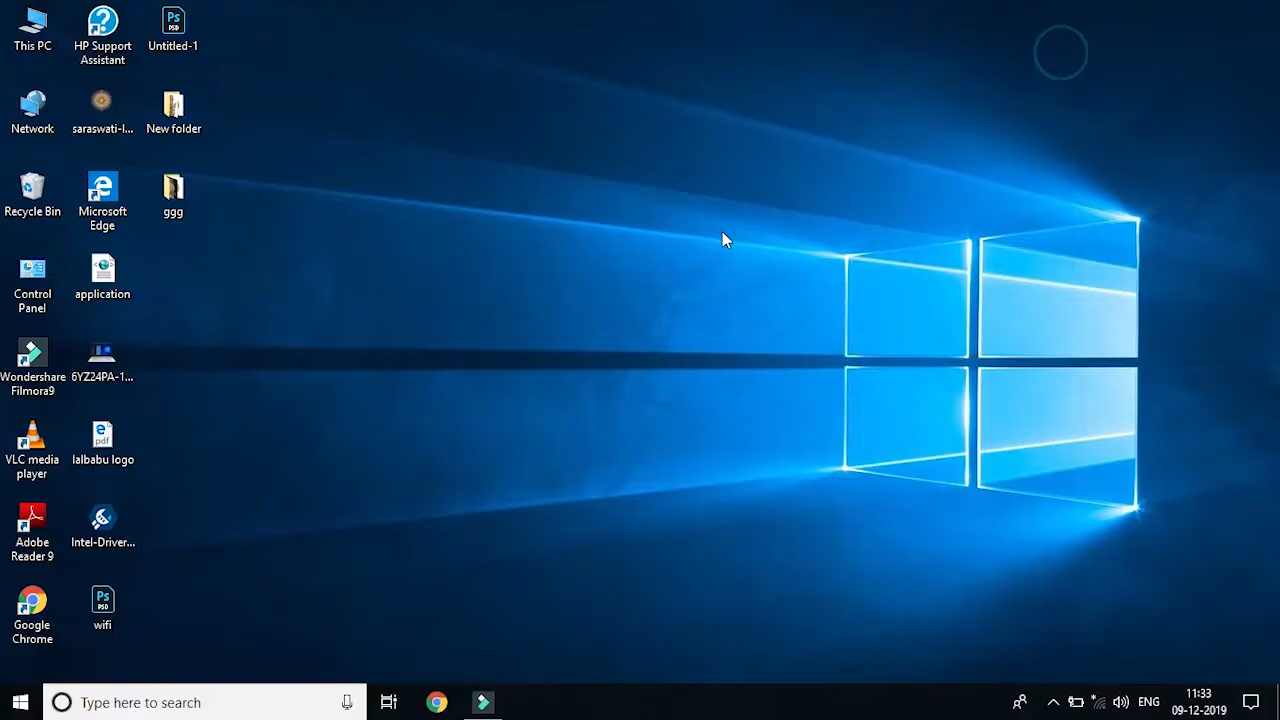 This PC
HP Support
Assistant
Ps
PSD
Untitled-1
Network
saraswati-l...
New folder
Recycle Bin
Microsoft
Edge
ggg
Control
Panel
application
Wondershare
Filmora9
6YZ24PA-1...
VLC media
player
pdf
lalbabu logo
Adobe
Reader 9
Intel-Driver...
Google
Chrome
Ps
PSD
wifi
Type here to search
ENG
11:33
09-12-2019